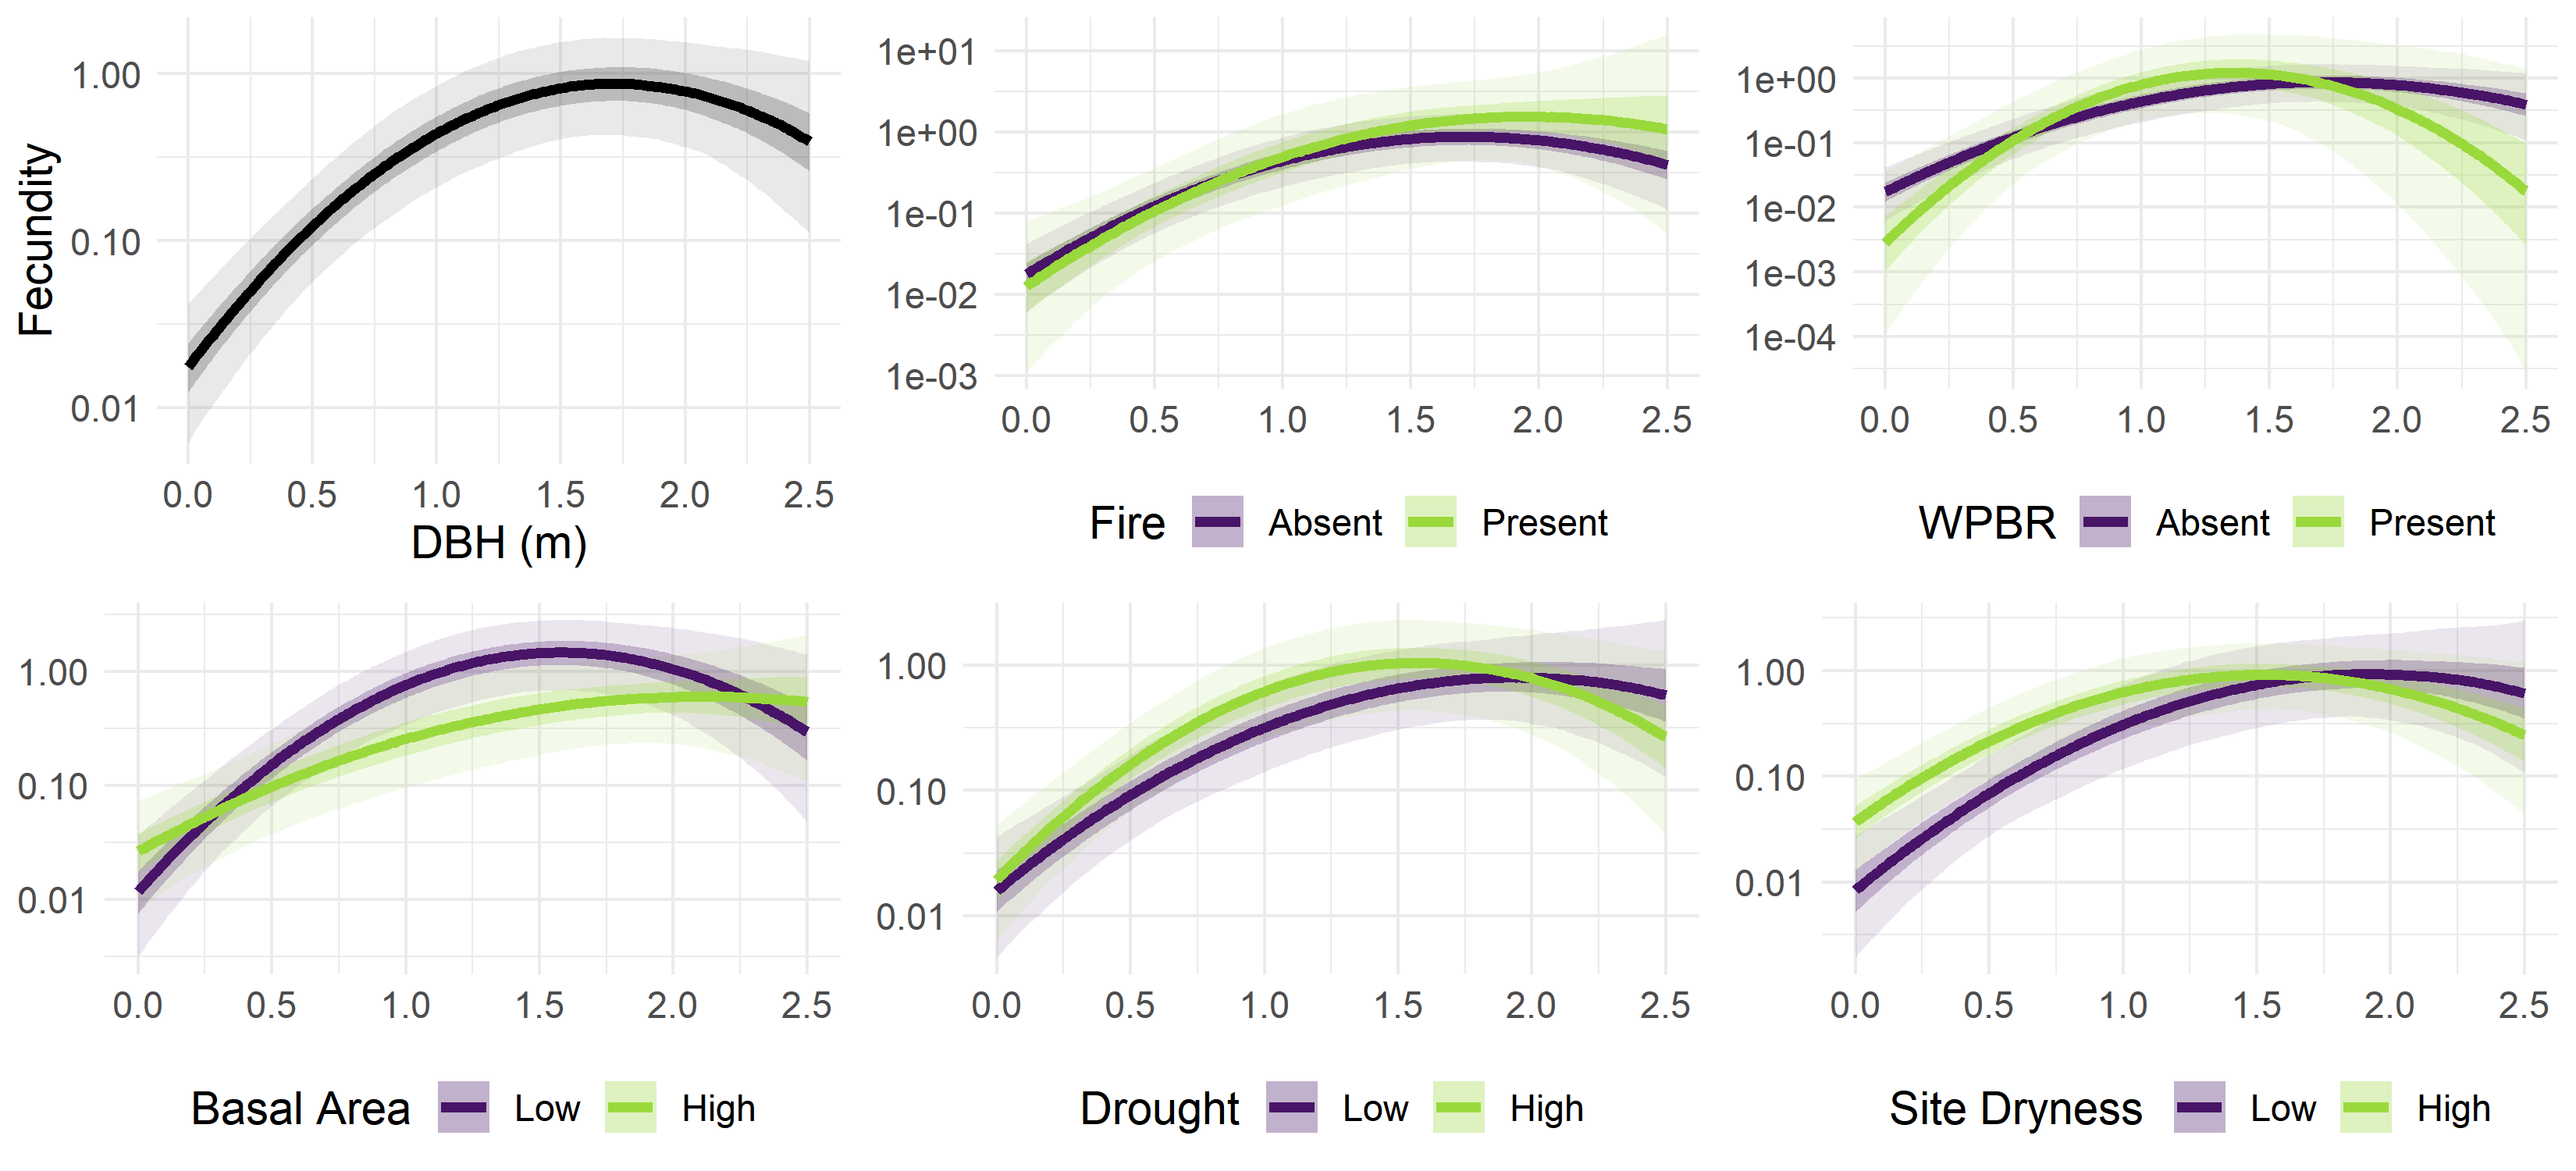 Fecundity
1.00
0.10
0.01
0.0 0.5 1.0 1.5 2.0 2.5
DBH (m)
1e+01
1e+00
1e-01
1e-02
1e-03
0.0 0.5 1.0 1.5 2.0 2.5
Fire Absent Present
1e+00
1e-01
1e-02
1e-03
1e-04
0.0 0.5 1.0 1.5 2.0 2.5
WPBR Absent Present
1.00
0.10
0.01
0.0 0.5 1.0 1.5 2.0 2.5
Basal Area Low High
1.00
0.10
0.01
0.0 0.5 1.0 1.5 2.0 2.5
Drought Low High
1.00
0.10
0.01
0.0 0.5 1.0 1.5 2.0 2.5
Site Dryness Low High